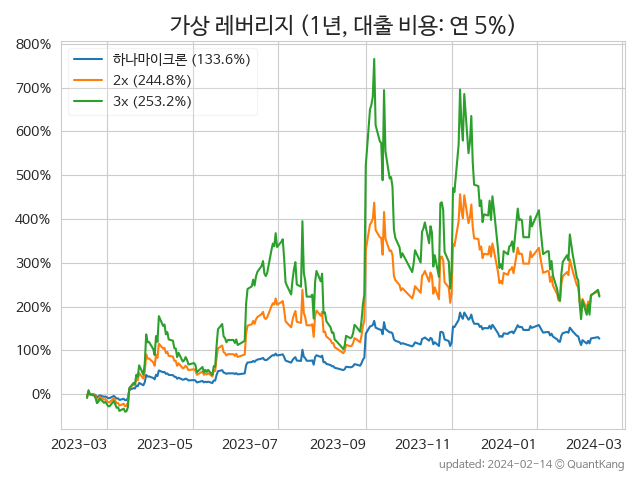 가상 레버리지 (1년, 대출 비용: 연 5%)
하나마이크론 (133.6%)
2x (244.8%)
3x (253.2%)
800%
700%
600%
500%
400%
300%
200%
100%
0%
2023-03 2023-05 2023-07 2023-09 2023-11 2024-01 2024-03
updated: 2024-02-14 © QuantKang